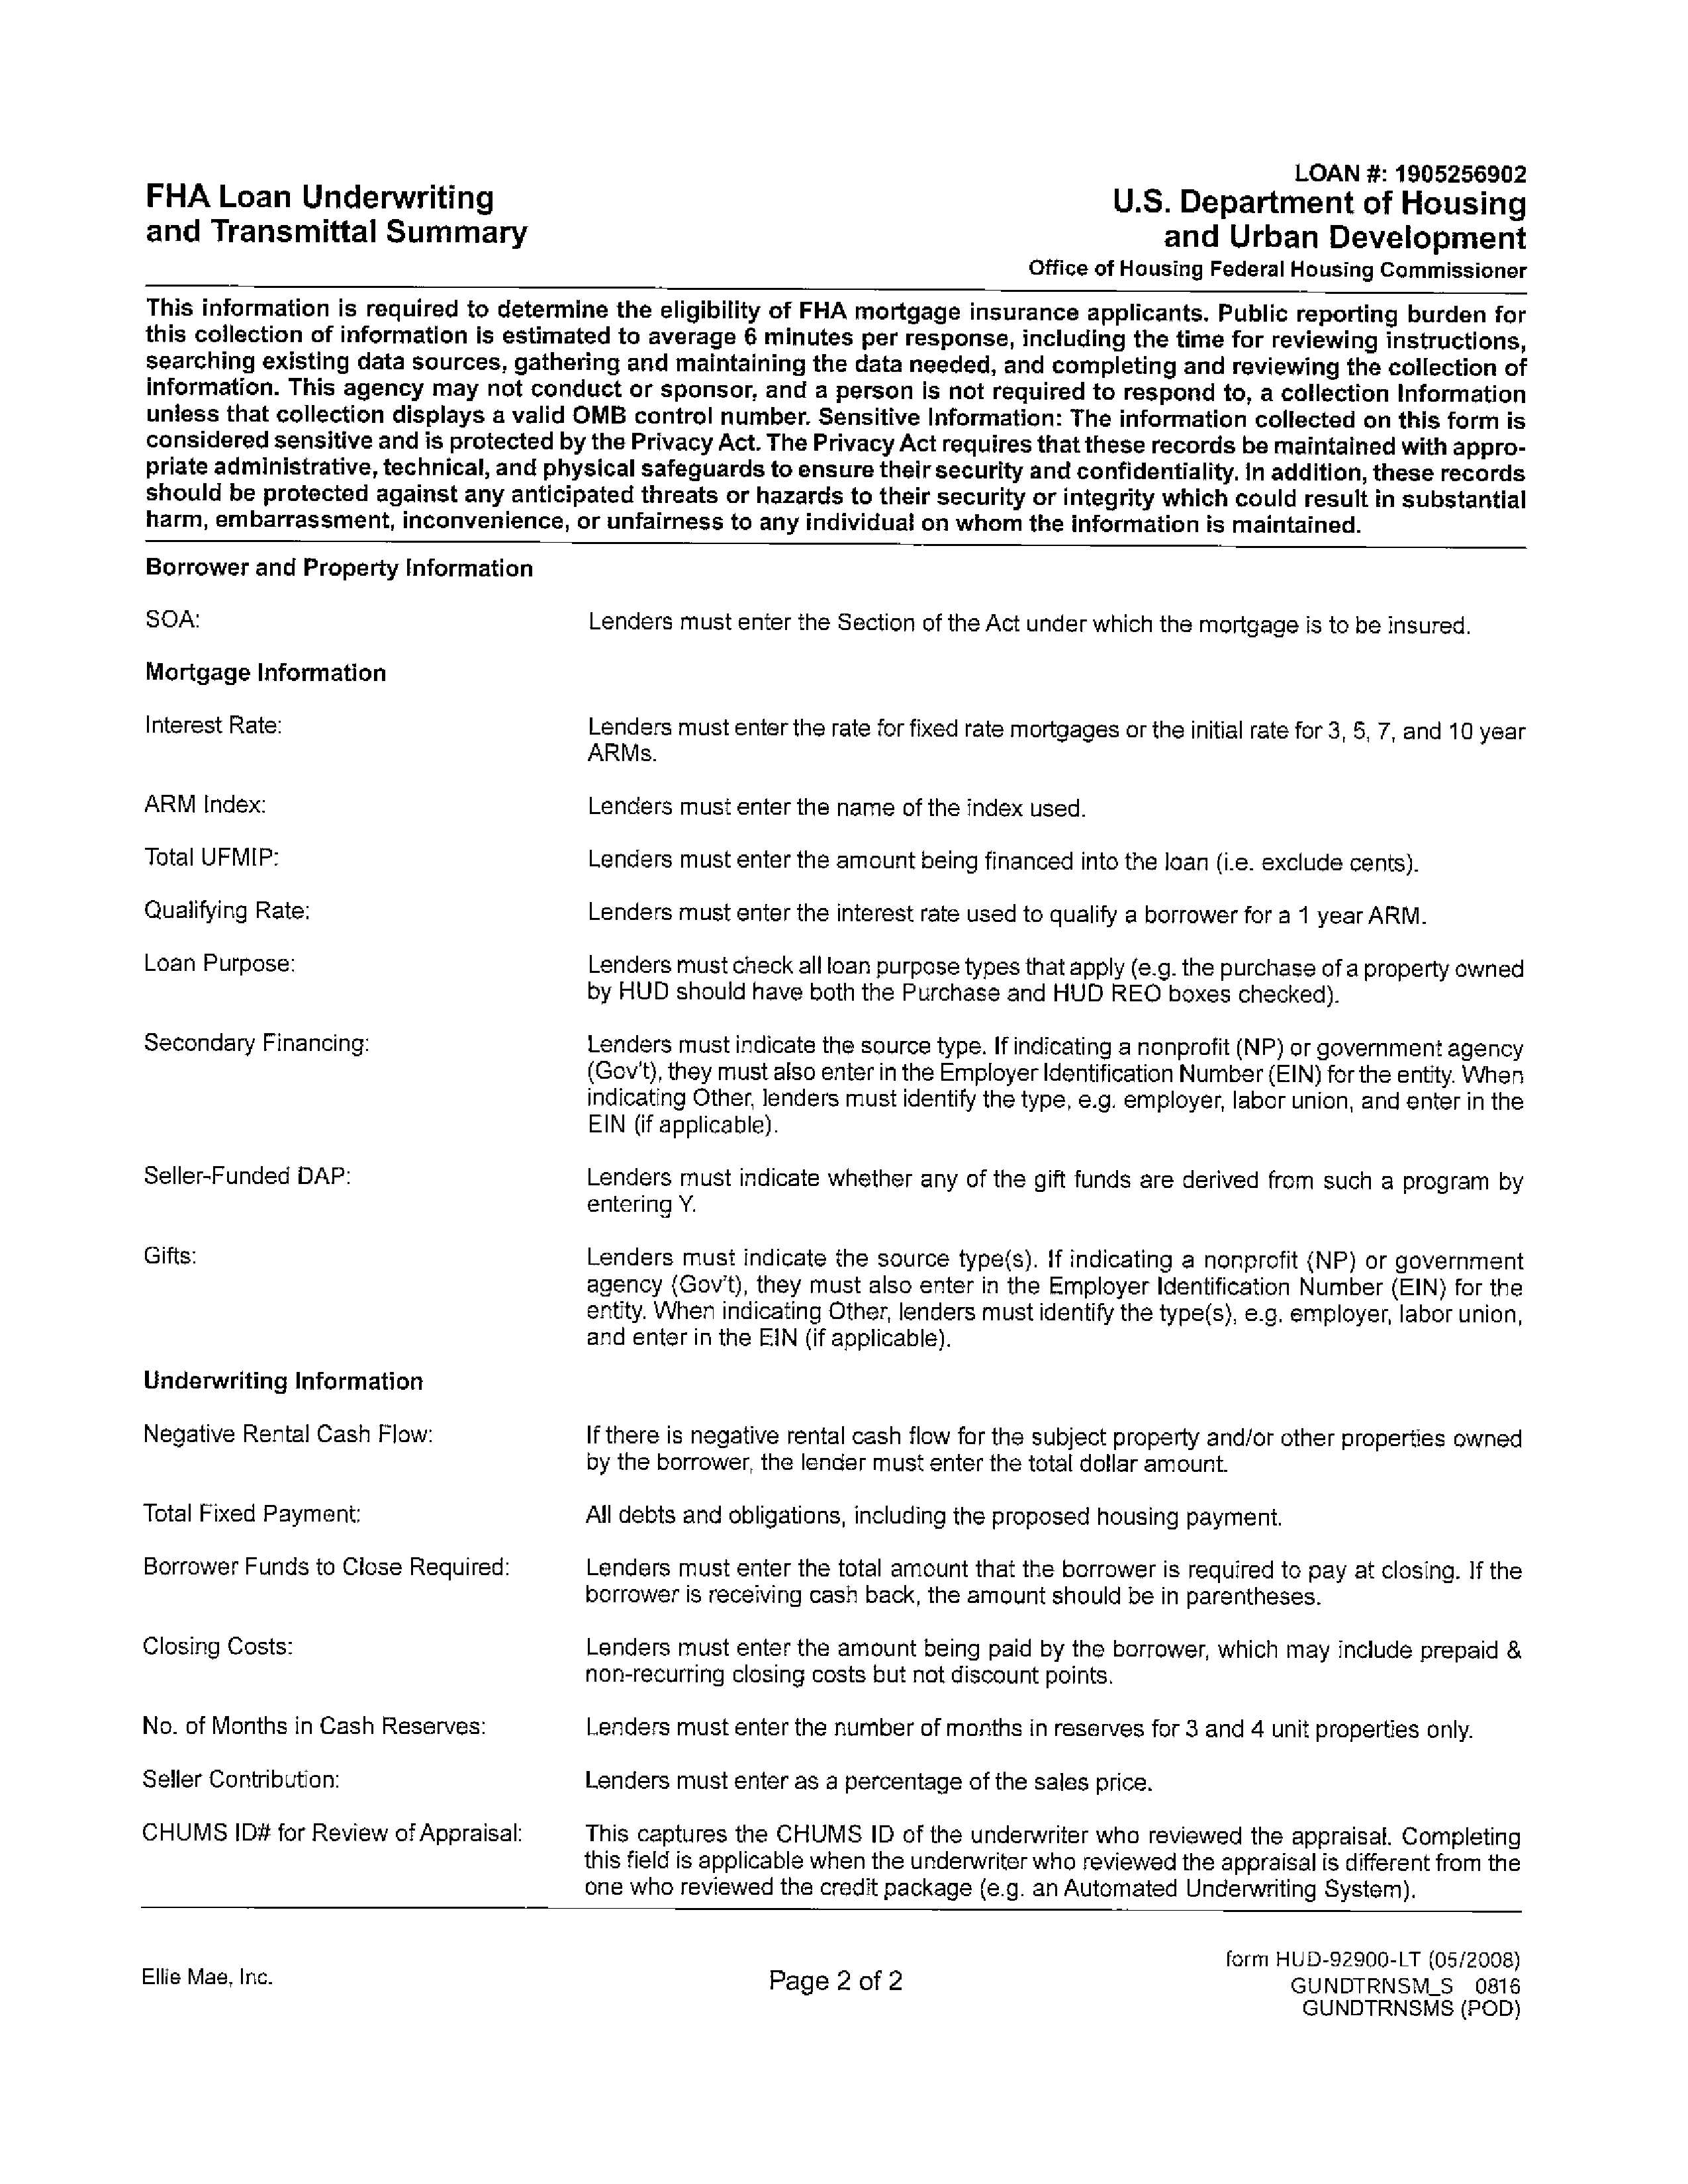 LOAN #: 1905256902
FHA Loan Underwriting
and Transmittal Summary
U.S. Department of Housing
and Urban Development
Office of Housing Federal Housing Commissioner
This information is required to determine the eligibility of FHA mortgage insurance applicants. Public reporting burden for
this collection of information is estimated to average 6 minutes per response, including the time for reviewing instructions,
searching existing data sources, gathering and maintaining the data needed, and completing and reviewing the collection of
information. This agency may not conduct or sponsor, and a person is not required to respond to, a collection Information
unless that collection displays a valid OMB control number. Sensitive Information: The information collected on this form is
considered sensitive and is protected by the Privacy Act. The Privacy Act requires that these records be maintained with appro-
priate administrative, technical, and physical safeguards to ensure their security and confidentiality. In addition, these records
should be protected against any anticipated threats or hazards to their security or integrity which could result in substantial
harm, embarrassment, inconvenience, or unfairness to any individual on whom the information is maintained.
Borrower and Property Information
SOA: Lenders must enter the Section of the Act under which the mortgage is to be insured.
Mortgage Information
Interest Rate: Lenders must enter the rate for fixed rate mortgages or the initial rate for 3, 5, 7, and 10 year
ARMs.
ARM Index: Lenders must enter the name of the index used.
Total UFMIP: Lenders must enter the amount being financed into the loan (i.e. exclude cents).
Qualifying Rate: Lenders must enter the interest rate used to qualify a borrower for a 1 year ARM.
Loan Purpose: Lenders must check all loan purpose types that apply (e.g. the purchase of a property owned
by HUD should have both the Purchase and HUD REO boxes checked).
Secondary Financing: Lenders must indicate the source type. If indicating a nonprofit (NP) or government agency
(Gov't), they must also enter in the Employer Identification Number (EIN) for the entity. When
indicating Other, lenders must identify the type, e.g. employer, labor union, and enter in the
EIN (if applicable).
Seller-Funded DAP: Lenders must indicate whether any of the gift funds are derived from such a program by
entering Y.
Gifts: Lenders must indicate the source type(s). If indicating a nonprofit (NP) or government
agency (Gov't), they must also enter in the Employer Identification Number (EIN) for the
entity. When indicating Other, lenders must identify the type(s), e.g. employer, labor union,
and enter in the EIN (if applicable).
Underwriting Information
Negative Rental Cash Flow: If there is negative rental cash flow for the subject property and/or other properties owned
by the borrower, the lender must enter the total dollar amount.
Total Fixed Payment: All debts and obligations, including the proposed housing payment.
Borrower Funds to Close Required: Lenders must enter the total amount that the borrower is required to pay at closing. If the
borrower is receiving cash back, the amount should be in parentheses.
Closing Costs: Lenders must enter the amount being paid by the borrower, which may include prepaid &
non-recurring closing costs but not discount points.
No. of Months in Cash Reserves: Lenders must enter the number of months in reserves for 3 and 4 unit properties only.
Seller Contribution: Lenders must enter as a percentage of the sales price.
CHUMS ID# for Review of Appraisal: This captures the CHUMS ID of the underwriter who reviewed the appraisal. Completing
this field is applicable when the underwriter who reviewed the appraisal is different from the
one who reviewed the credit package (e.g. an Automated Underwriting System).
form HUD-92900-LT (05/2008)
Ellie Mae, Inc. Page 2 of 2 GUNDTRNSM_S 0816
GUNDTRNSMS (POD)